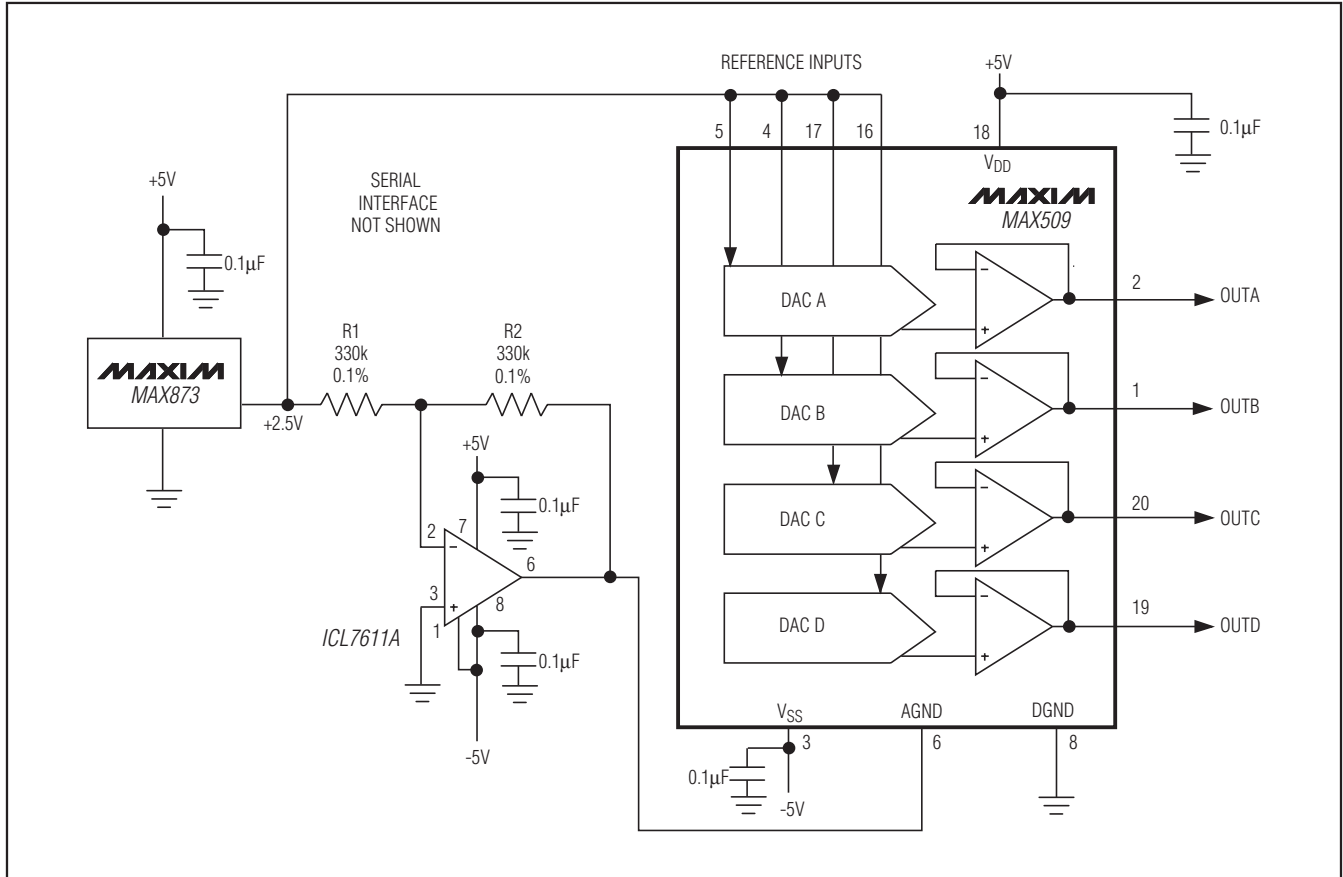 REFERENCE INPUTS
+5V
5
4
17
16
18
0.1µF
VDD
MAXIM
MAX509
+5V
SERIAL
INTERFACE
NOT SHOWN
0.1µF
MAXIM
MAX873
+2.5V
R1
330k
0.1%
R2
330k
0.1%
+5V
0.1µF
2
7
-
6
3
+
8
1
ICL7611A
0.1µF
-5V
DAC A
-
+
2
OUTA
DAC B
-
+
1
OUTB
DAC C
-
+
20
OUTC
DAC D
-
+
19
OUTD
VSS
AGND
DGND
3
6
8
0.1µF
-5V